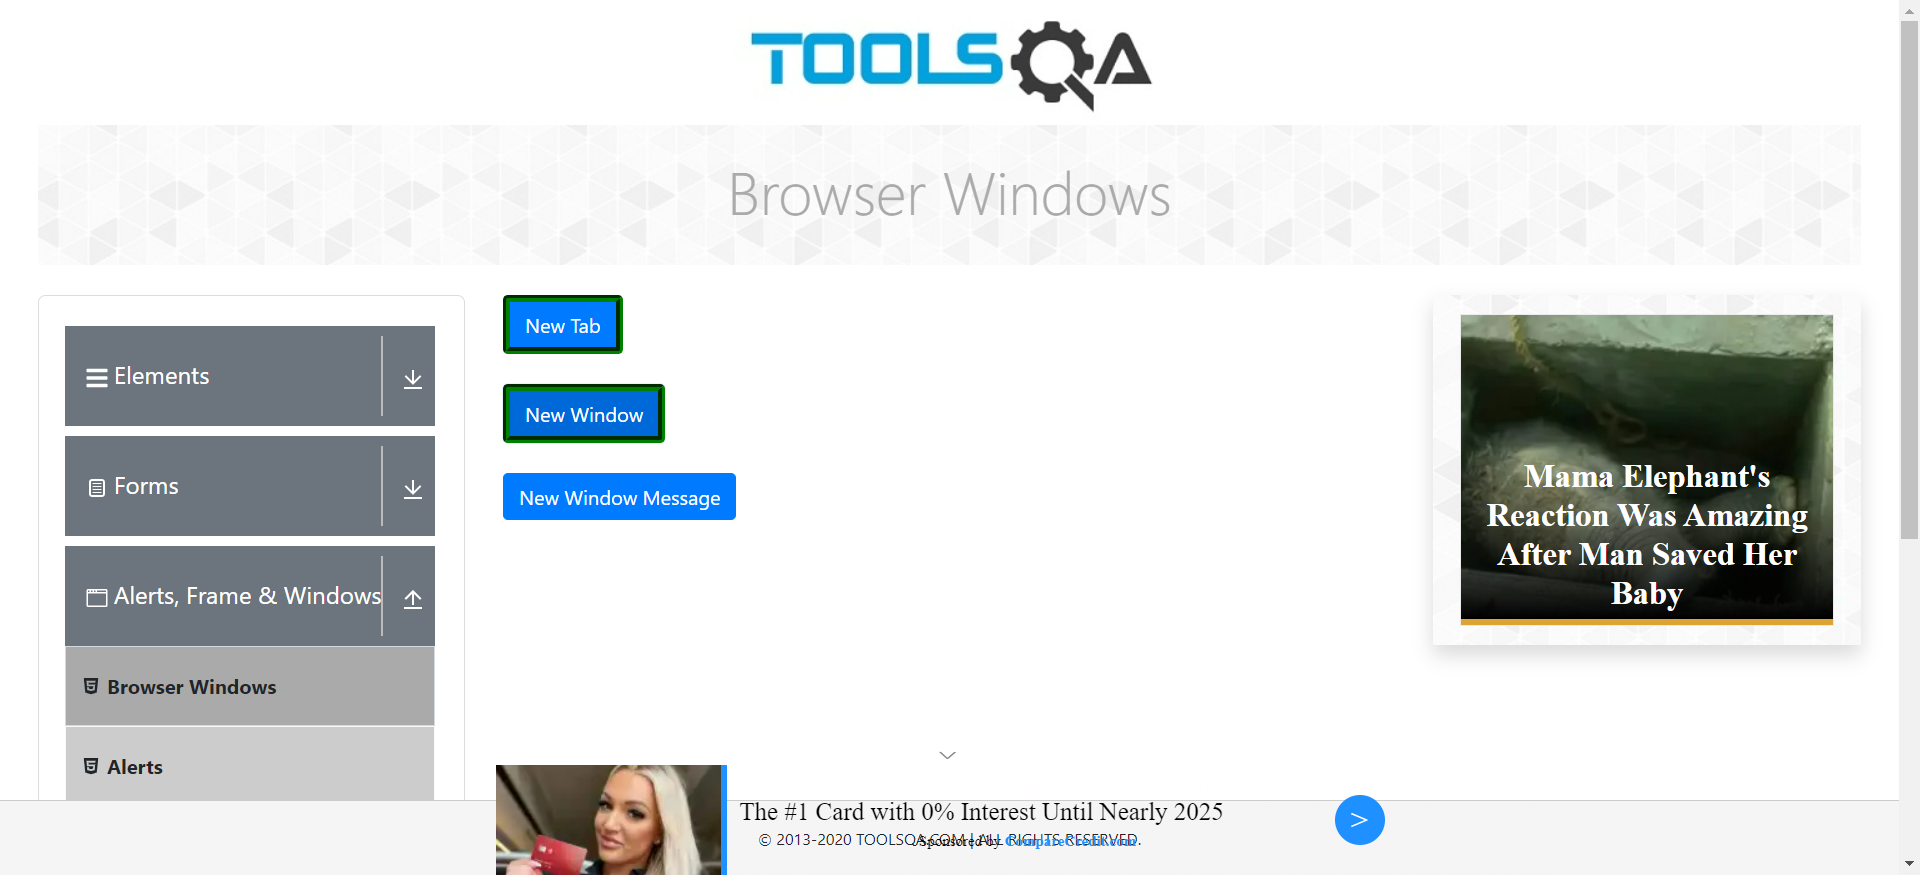 TOOLSQA
Browser Windows
Elements
Forms
Alerts, Frame & Windows
Browser Windows
Alerts
New Tab
New Window
New Window Message
Mama Elephant's
Reaction Was Amazing
After Man Saved Her
Baby
The #1 Card with 0% Interest Until Nearly 2025
© 2013-2020 TOOLSQA.COM | ALL RIGHTS RESERVED.
Sponsored by CompareCredit.com
>